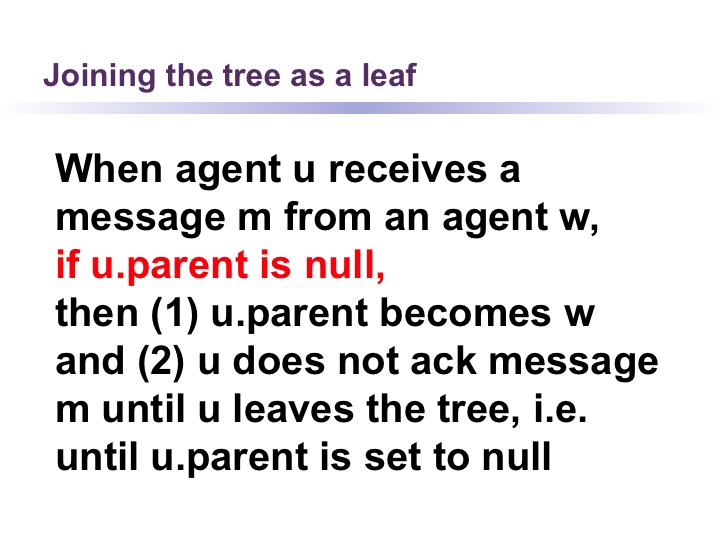 Joining the tree as a leaf
When agent u receives a
message m from an agent w,
if u.parent is null,
then (1) u.parent becomes w
and (2) u does not ack message
m until u leaves the tree, i.e.
until u.parent is set to null